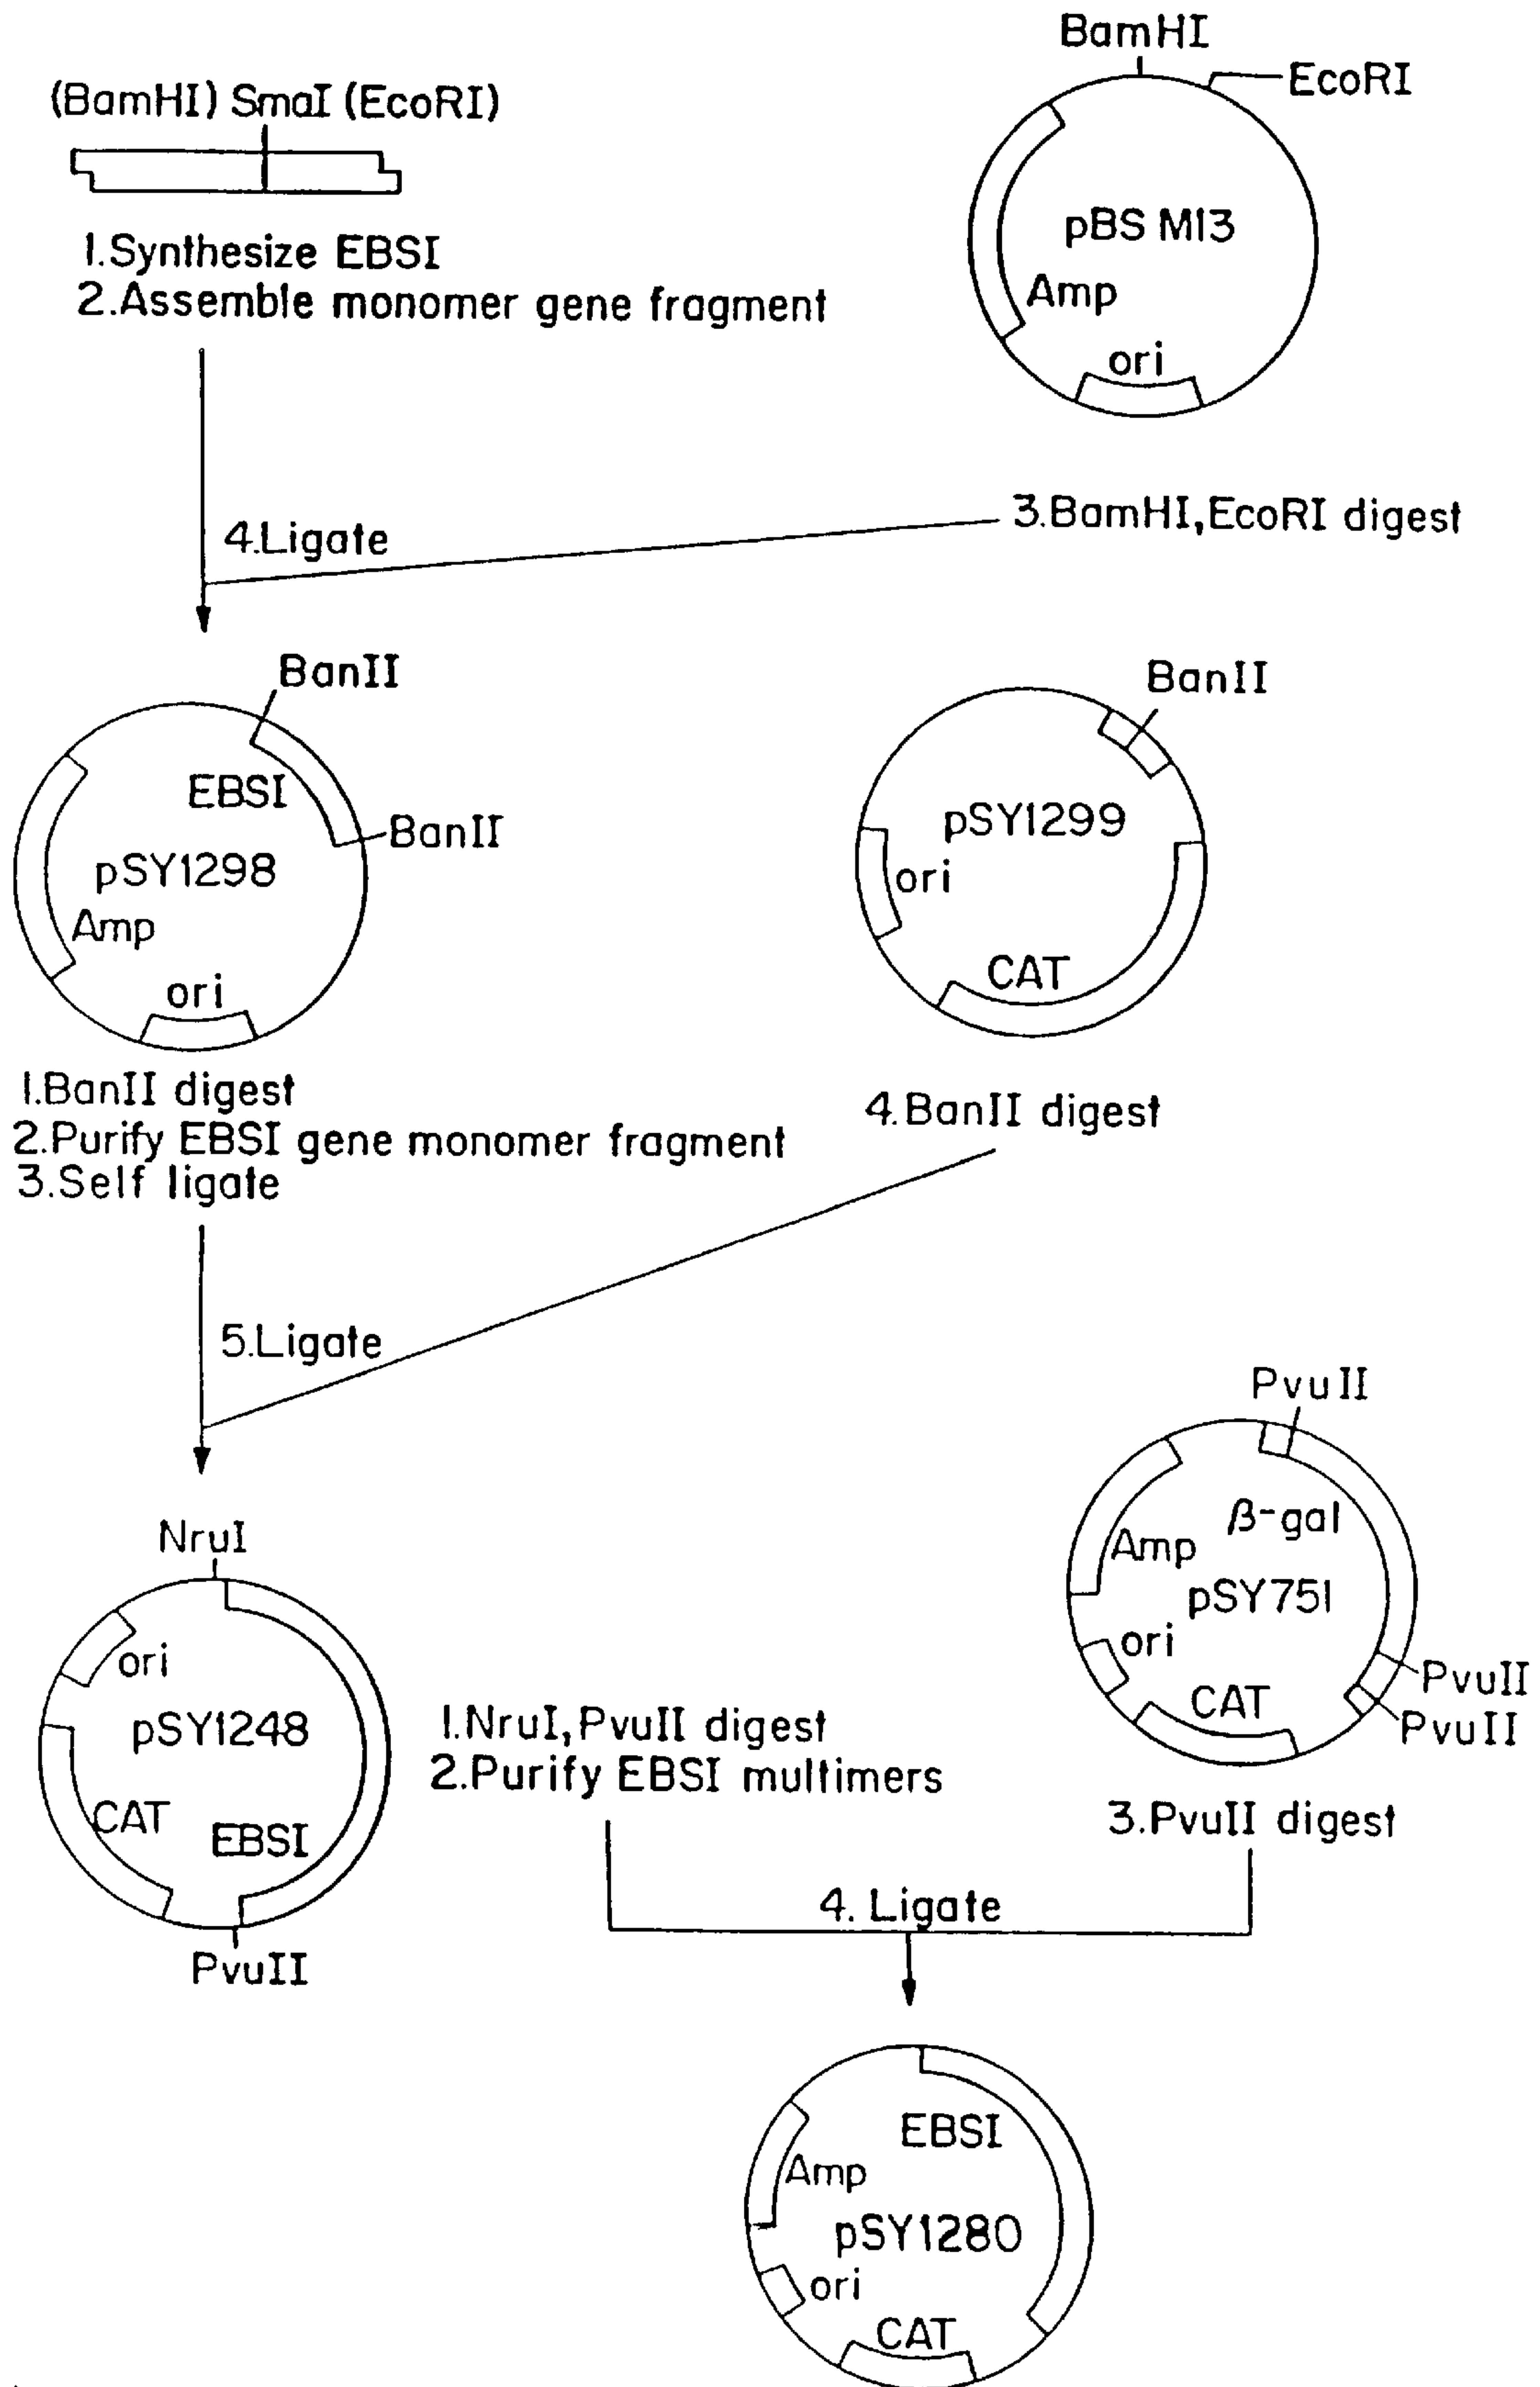 BamHI
EcoRI
(BamHI) SmaI (EcoRI)
pBS M13
Amp
ori
1.Synthesize EBSI
2.Assemble monomer gene fragment
3.BamHI,EcoRI digest
4.Ligate
BanII
EBSI
BanII
pSY1298
Amp
ori
BanII
pSY1299
ori
CAT
1.BanII digest
2.Purify EBSI gene monomer fragment
3.Self ligate
4.BanII digest
5.Ligate
NruI
ori
pSY1248
CAT
EBSI
PvuII
PvuII
β-gal
Amp
pSY751
ori
CAT
PvuII
PvuII
1.NruI,PvuII digest
2.Purify EBSI multimers
3.PvuII digest
4. Ligate
EBSI
Amp
pSY1280
ori
CAT